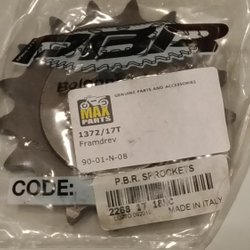 PBR
GENUINE PARTS AND ACCESSORIES
MAX
PARTS
1372/17T
Framdrev
90-01-N-08
CODE:
P.B.R. SPROCKETS
2268 17 18NC
MADE IN ITALY